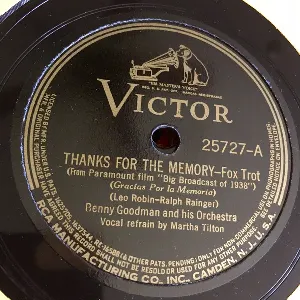 "HIS MASTER'S VOICE"
VICTOR
25727-A
THANKS FOR THE MEMORY—Fox Trot
(From Paramount film "Big Broadcast of 1938")
(Gracias Por la Memoria)
(Leo Robin-Ralph Rainger)
Benny Goodman and his Orchestra
Vocal refrain by Martha Tilton
RCA MANUFACTURING CO., INC. CAMDEN, N. J., U.S.A.